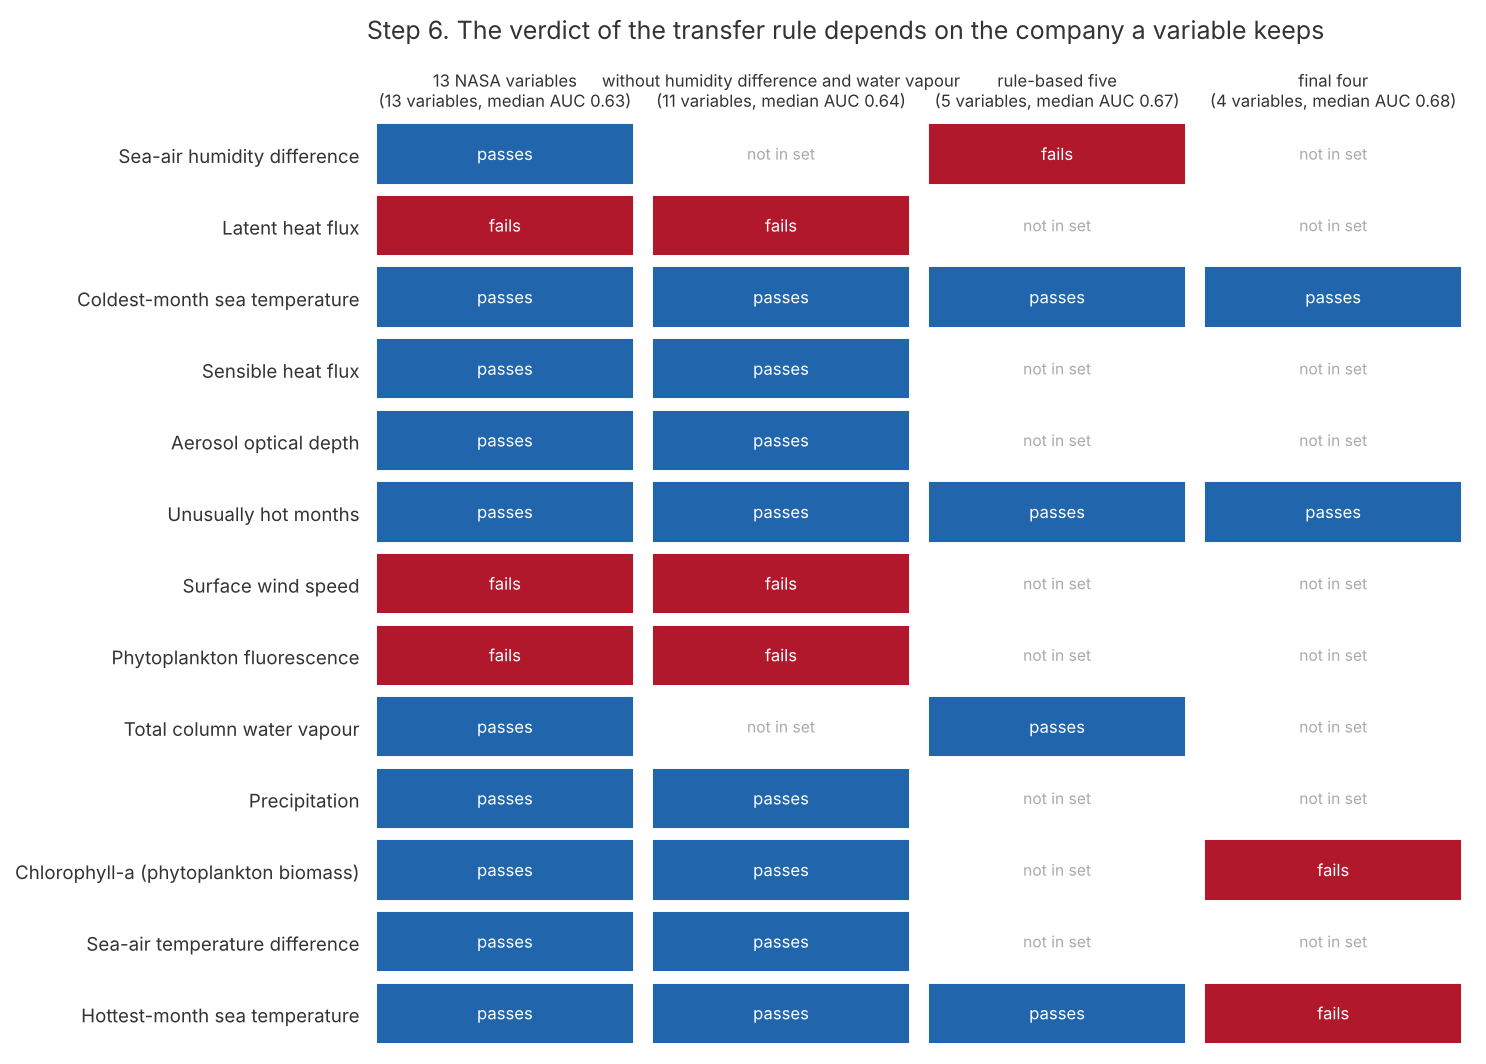 Step 6. The verdict of the transfer rule depends on the company a variable keeps
13 NASA variables without humidity difference and water vapour rule-based five final four
(13 variables, median AUC 0.63) (11 variables, median AUC 0.64) (5 variables, median AUC 0.67) (4 variables, median AUC 0.68)
Sea-air humidity difference passes not in set fails not in set
Latent heat flux fails fails not in set not in set
Coldest-month sea temperature passes passes passes passes
Sensible heat flux passes passes not in set not in set
Aerosol optical depth passes passes not in set not in set
Unusually hot months passes passes passes passes
Surface wind speed fails fails not in set not in set
Phytoplankton fluorescence fails fails not in set not in set
Total column water vapour passes not in set passes not in set
Precipitation passes passes not in set not in set
Chlorophyll-a (phytoplankton biomass) passes passes not in set fails
Sea-air temperature difference passes passes not in set not in set
Hottest-month sea temperature passes passes passes fails